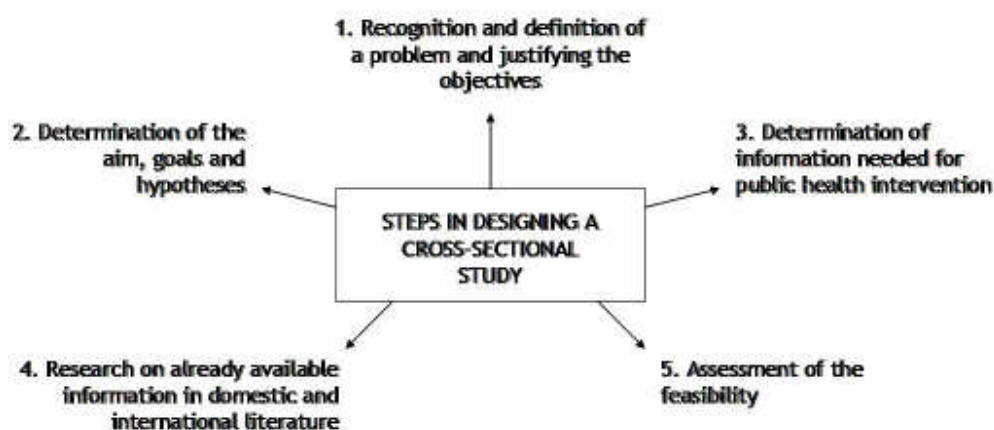 1. Recognition and definition of
a problem and justifying the
objectives
2. Determination of the
aim, goals and
hypotheses
3. Determination of
information needed for
public health intervention
STEPS IN DESIGNING A
CROSS-SECTIONAL
STUDY
4. Research on already available
information in domestic and
international literature
5. Assessment of the
feasibility